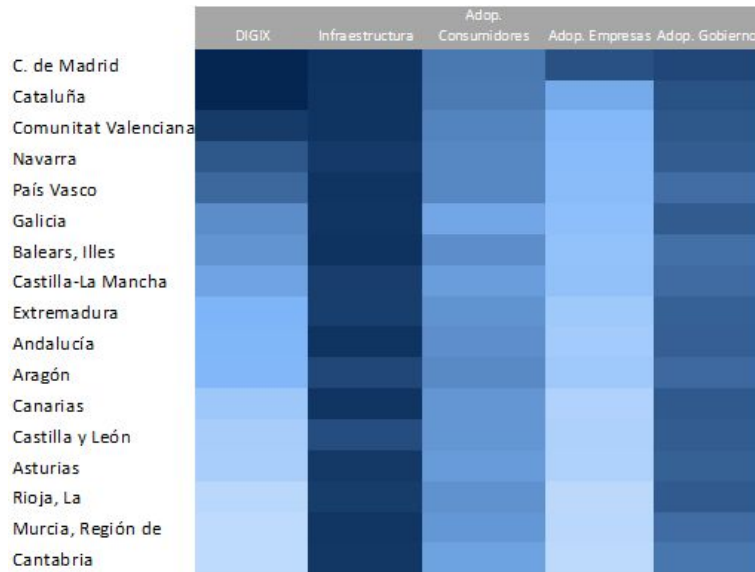 Adop.
DIGIX Infraestructura Consumidores Adop. Empresas Adop. Gobierno
C. de Madrid
Cataluña
Comunitat Valenciana
Navarra
País Vasco
Galicia
Balears, Illes
Castilla-La Mancha
Extremadura
Andalucía
Aragón
Canarias
Castilla y León
Asturias
Rioja, La
Murcia, Región de
Cantabria